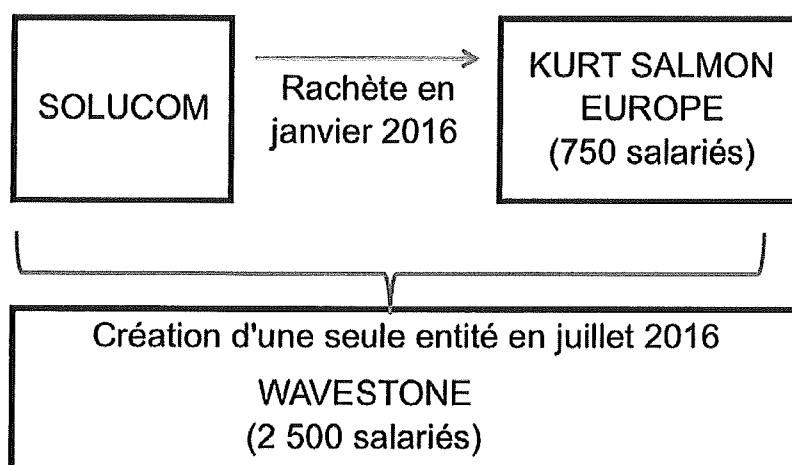 SOLUCOM
Rachète en
janvier 2016
KURT SALMON
EUROPE
(750 salariés)
Création d'une seule entité en juillet 2016
WAVESTONE
(2 500 salariés)